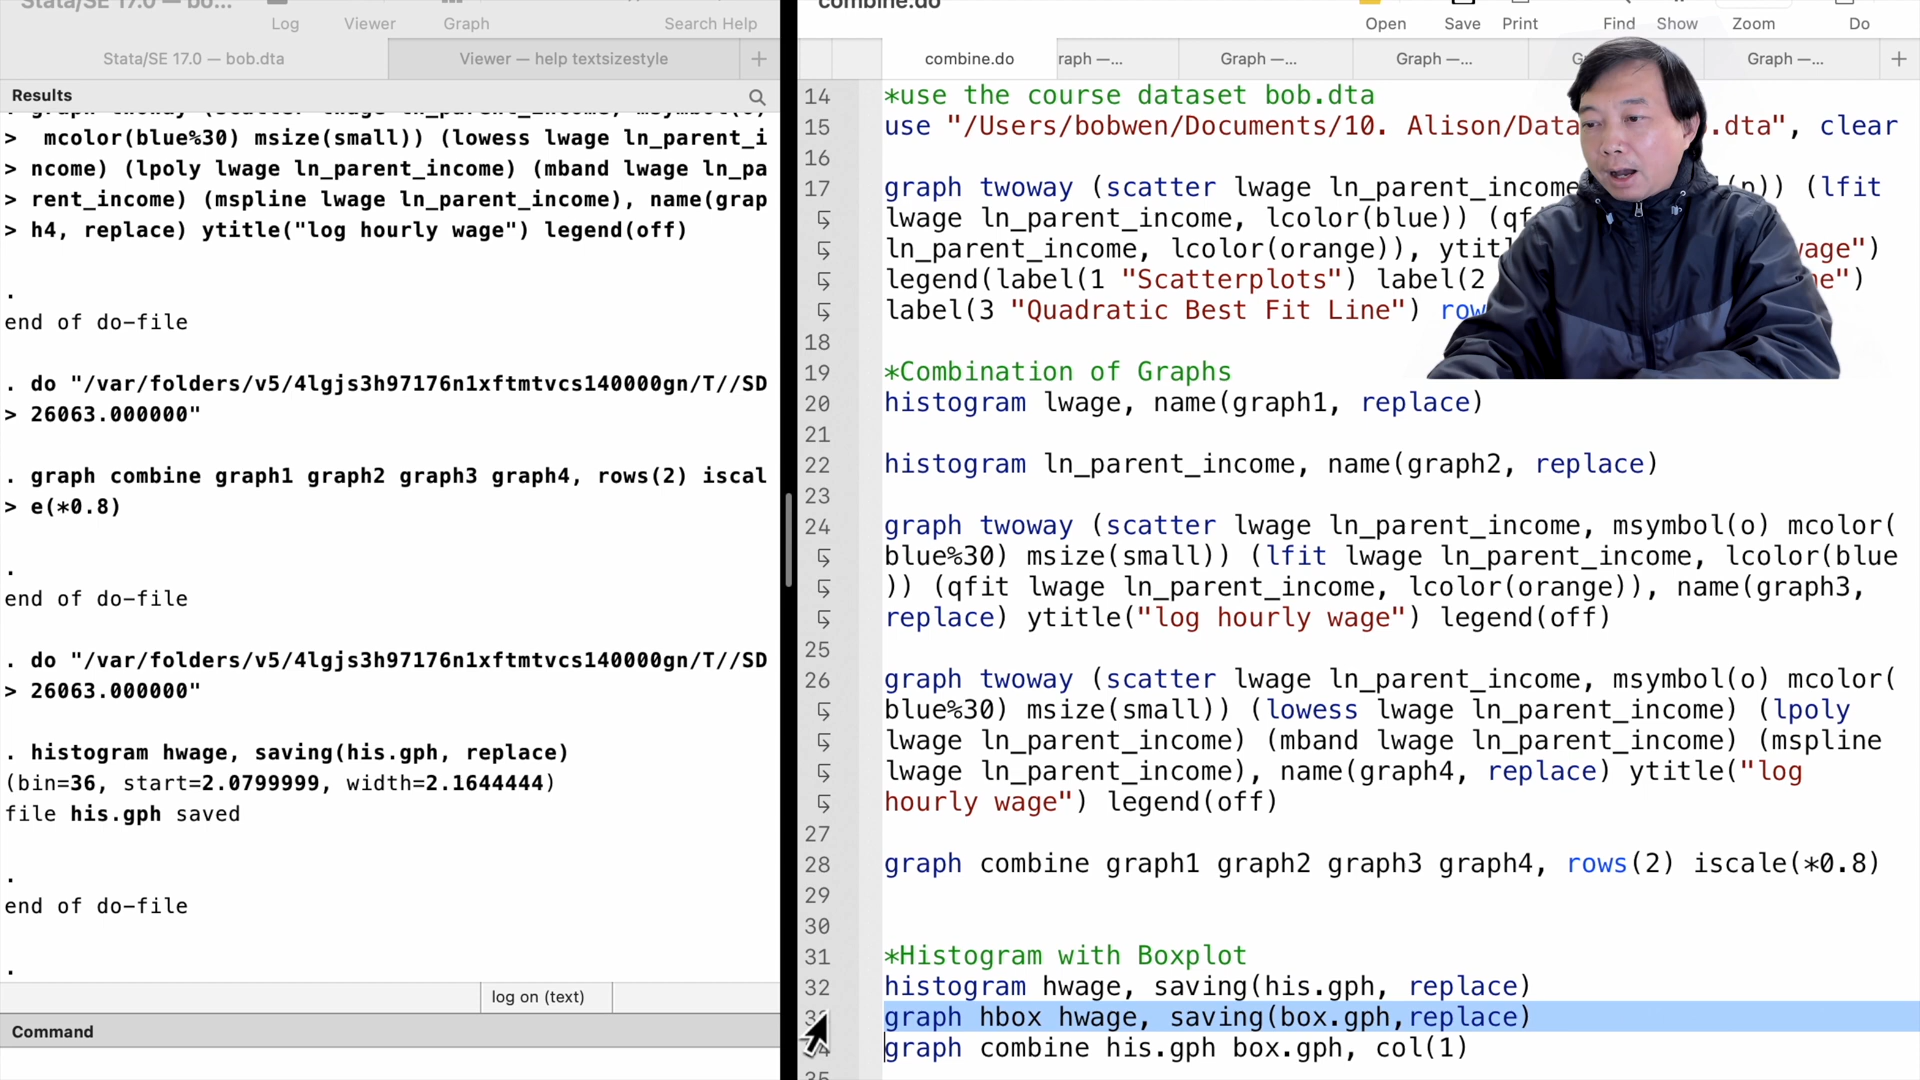 Stata/SE 17.0 — bo...
combine.do
Log
Viewer
Graph
Search Help
Open
Save
Print
Find
Show
Zoom
Do
Stata/SE 17.0 — bob.dta
Viewer — help textsizestyle
+
combine.do
raph —...
Graph —...
Graph —...
G
Graph —...
+
Results
. graph twoway (scatter lwage ln_parent_income, msymbol(o)
> mcolor(blue%30) msize(small)) (lowess lwage ln_parent_i
> ncome) (lpoly lwage ln_parent_income) (mband lwage ln_pa
> rent_income) (mspline lwage ln_parent_income), name(grap
> h4, replace) ytitle("log hourly wage") legend(off)
.
end of do-file
. do "/var/folders/v5/4lgjs3h97176n1xftmtvcs140000gn/T//SD
> 26063.000000"
. graph combine graph1 graph2 graph3 graph4, rows(2) iscal
> e(*0.8)
.
end of do-file
. do "/var/folders/v5/4lgjs3h97176n1xftmtvcs140000gn/T//SD
> 26063.000000"
. histogram hwage, saving(his.gph, replace)
(bin=36, start=2.0799999, width=2.1644444)
file his.gph saved
.
end of do-file
.
log on (text)
Command
14 *use the course dataset bob.dta
15 use "/Users/bobwen/Documents/10. Alison/Data .dta", clear
16
17 graph twoway (scatter lwage ln_parent_income (p)) (lfit
lwage ln_parent_income, lcolor(blue)) (qf
ln_parent_income, lcolor(orange)), ytit wage")
legend(label(1 "Scatterplots") label(2 ne")
label(3 "Quadratic Best Fit Line") row
18
19 *Combination of Graphs
20 histogram lwage, name(graph1, replace)
21
22 histogram ln_parent_income, name(graph2, replace)
23
24 graph twoway (scatter lwage ln_parent_income, msymbol(o) mcolor(
blue%30) msize(small)) (lfit lwage ln_parent_income, lcolor(blue
)) (qfit lwage ln_parent_income, lcolor(orange)), name(graph3,
replace) ytitle("log hourly wage") legend(off)
25
26 graph twoway (scatter lwage ln_parent_income, msymbol(o) mcolor(
blue%30) msize(small)) (lowess lwage ln_parent_income) (lpoly
lwage ln_parent_income) (mband lwage ln_parent_income) (mspline
lwage ln_parent_income), name(graph4, replace) ytitle("log
hourly wage") legend(off)
27
28 graph combine graph1 graph2 graph3 graph4, rows(2) iscale(*0.8)
29
30
31 *Histogram with Boxplot
32 histogram hwage, saving(his.gph, replace)
graph hbox hwage, saving(box.gph,replace)
graph combine his.gph box.gph, col(1)
35